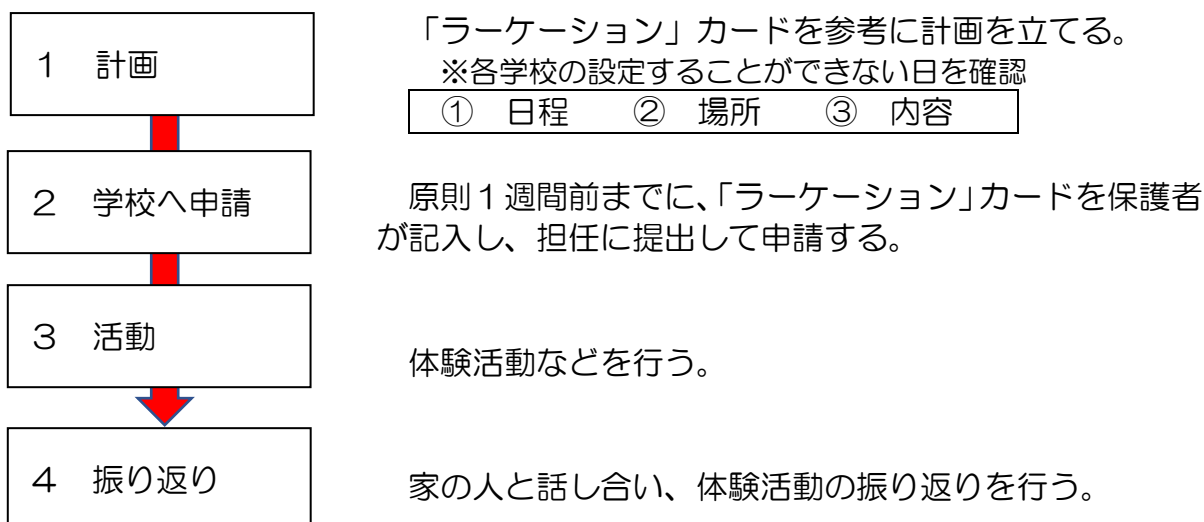 １　計画
「ラーケーション」カードを参考に計画を立てる。
※各学校の設定することができない日を確認
①　日程　②　場所　③　内容
２　学校へ申請
原則１週間前までに、「ラーケーション」カードを保護者
が記入し、担任に提出して申請する。
３　活動
体験活動などを行う。
４　振り返り
家の人と話し合い、体験活動の振り返りを行う。